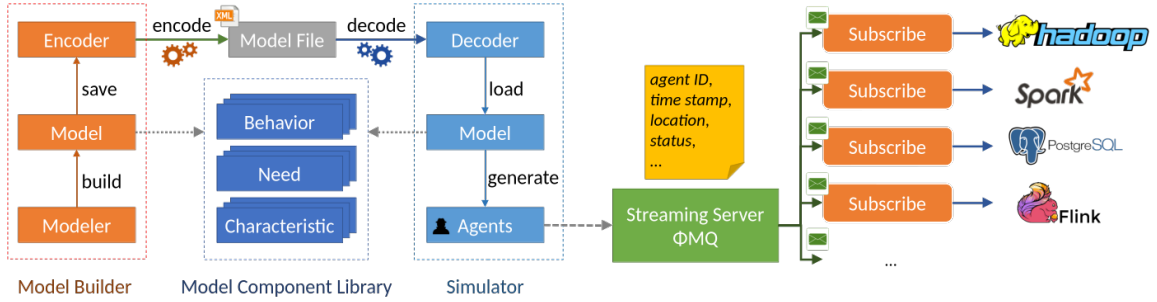 Encoder
encode
XML
Model File
decode
Decoder
save
load
Model
Behavior
Model
Need
build
generate
Modeler
Characteristic
Agents
Model Builder
Model Component Library
Simulator
agent ID,
time stamp,
location,
status,
...
Streaming Server
ΦMQ
Subscribe
hadoop
Subscribe
Spark
Subscribe
PostgreSQL
Subscribe
Flink
...